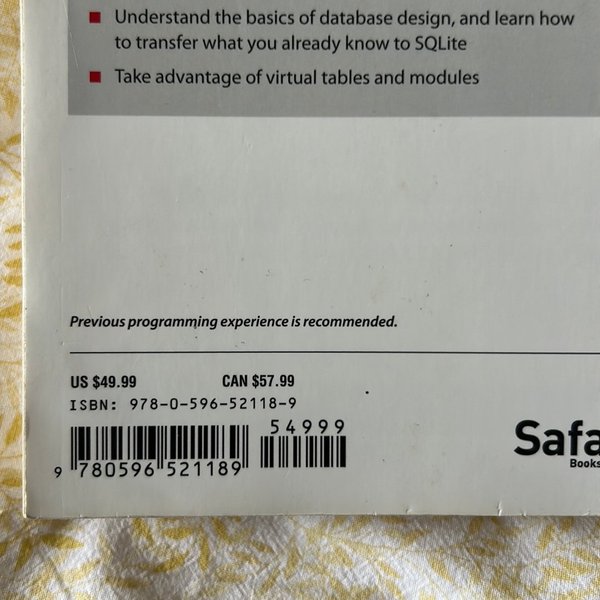 Understand the basics of database design, and learn how
to transfer what you already know to SQLite
Take advantage of virtual tables and modules
Previous programming experience is recommended.
US $49.99 CAN $57.99
ISBN: 978-0-596-52118-9
54999
9 780596 521189
Safa
Books